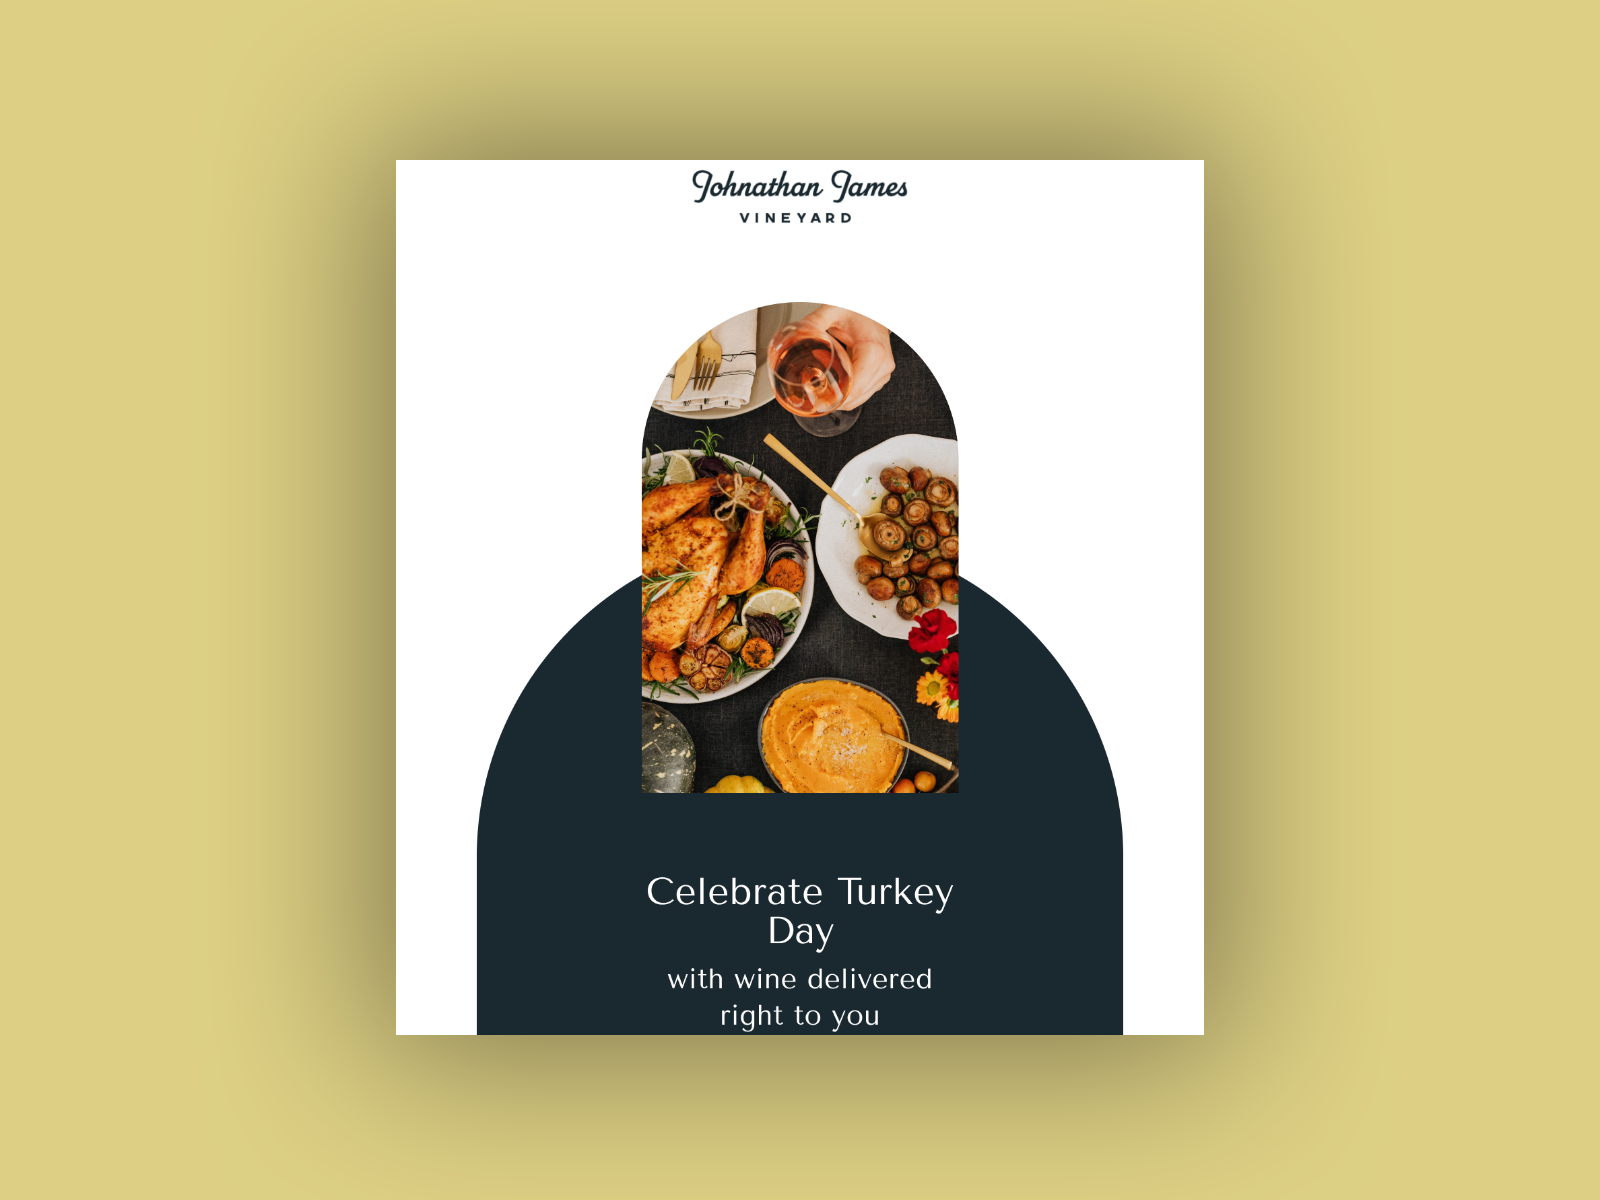 Johnathan James
VINEYARD
Celebrate Turkey
Day
with wine delivered
right to you